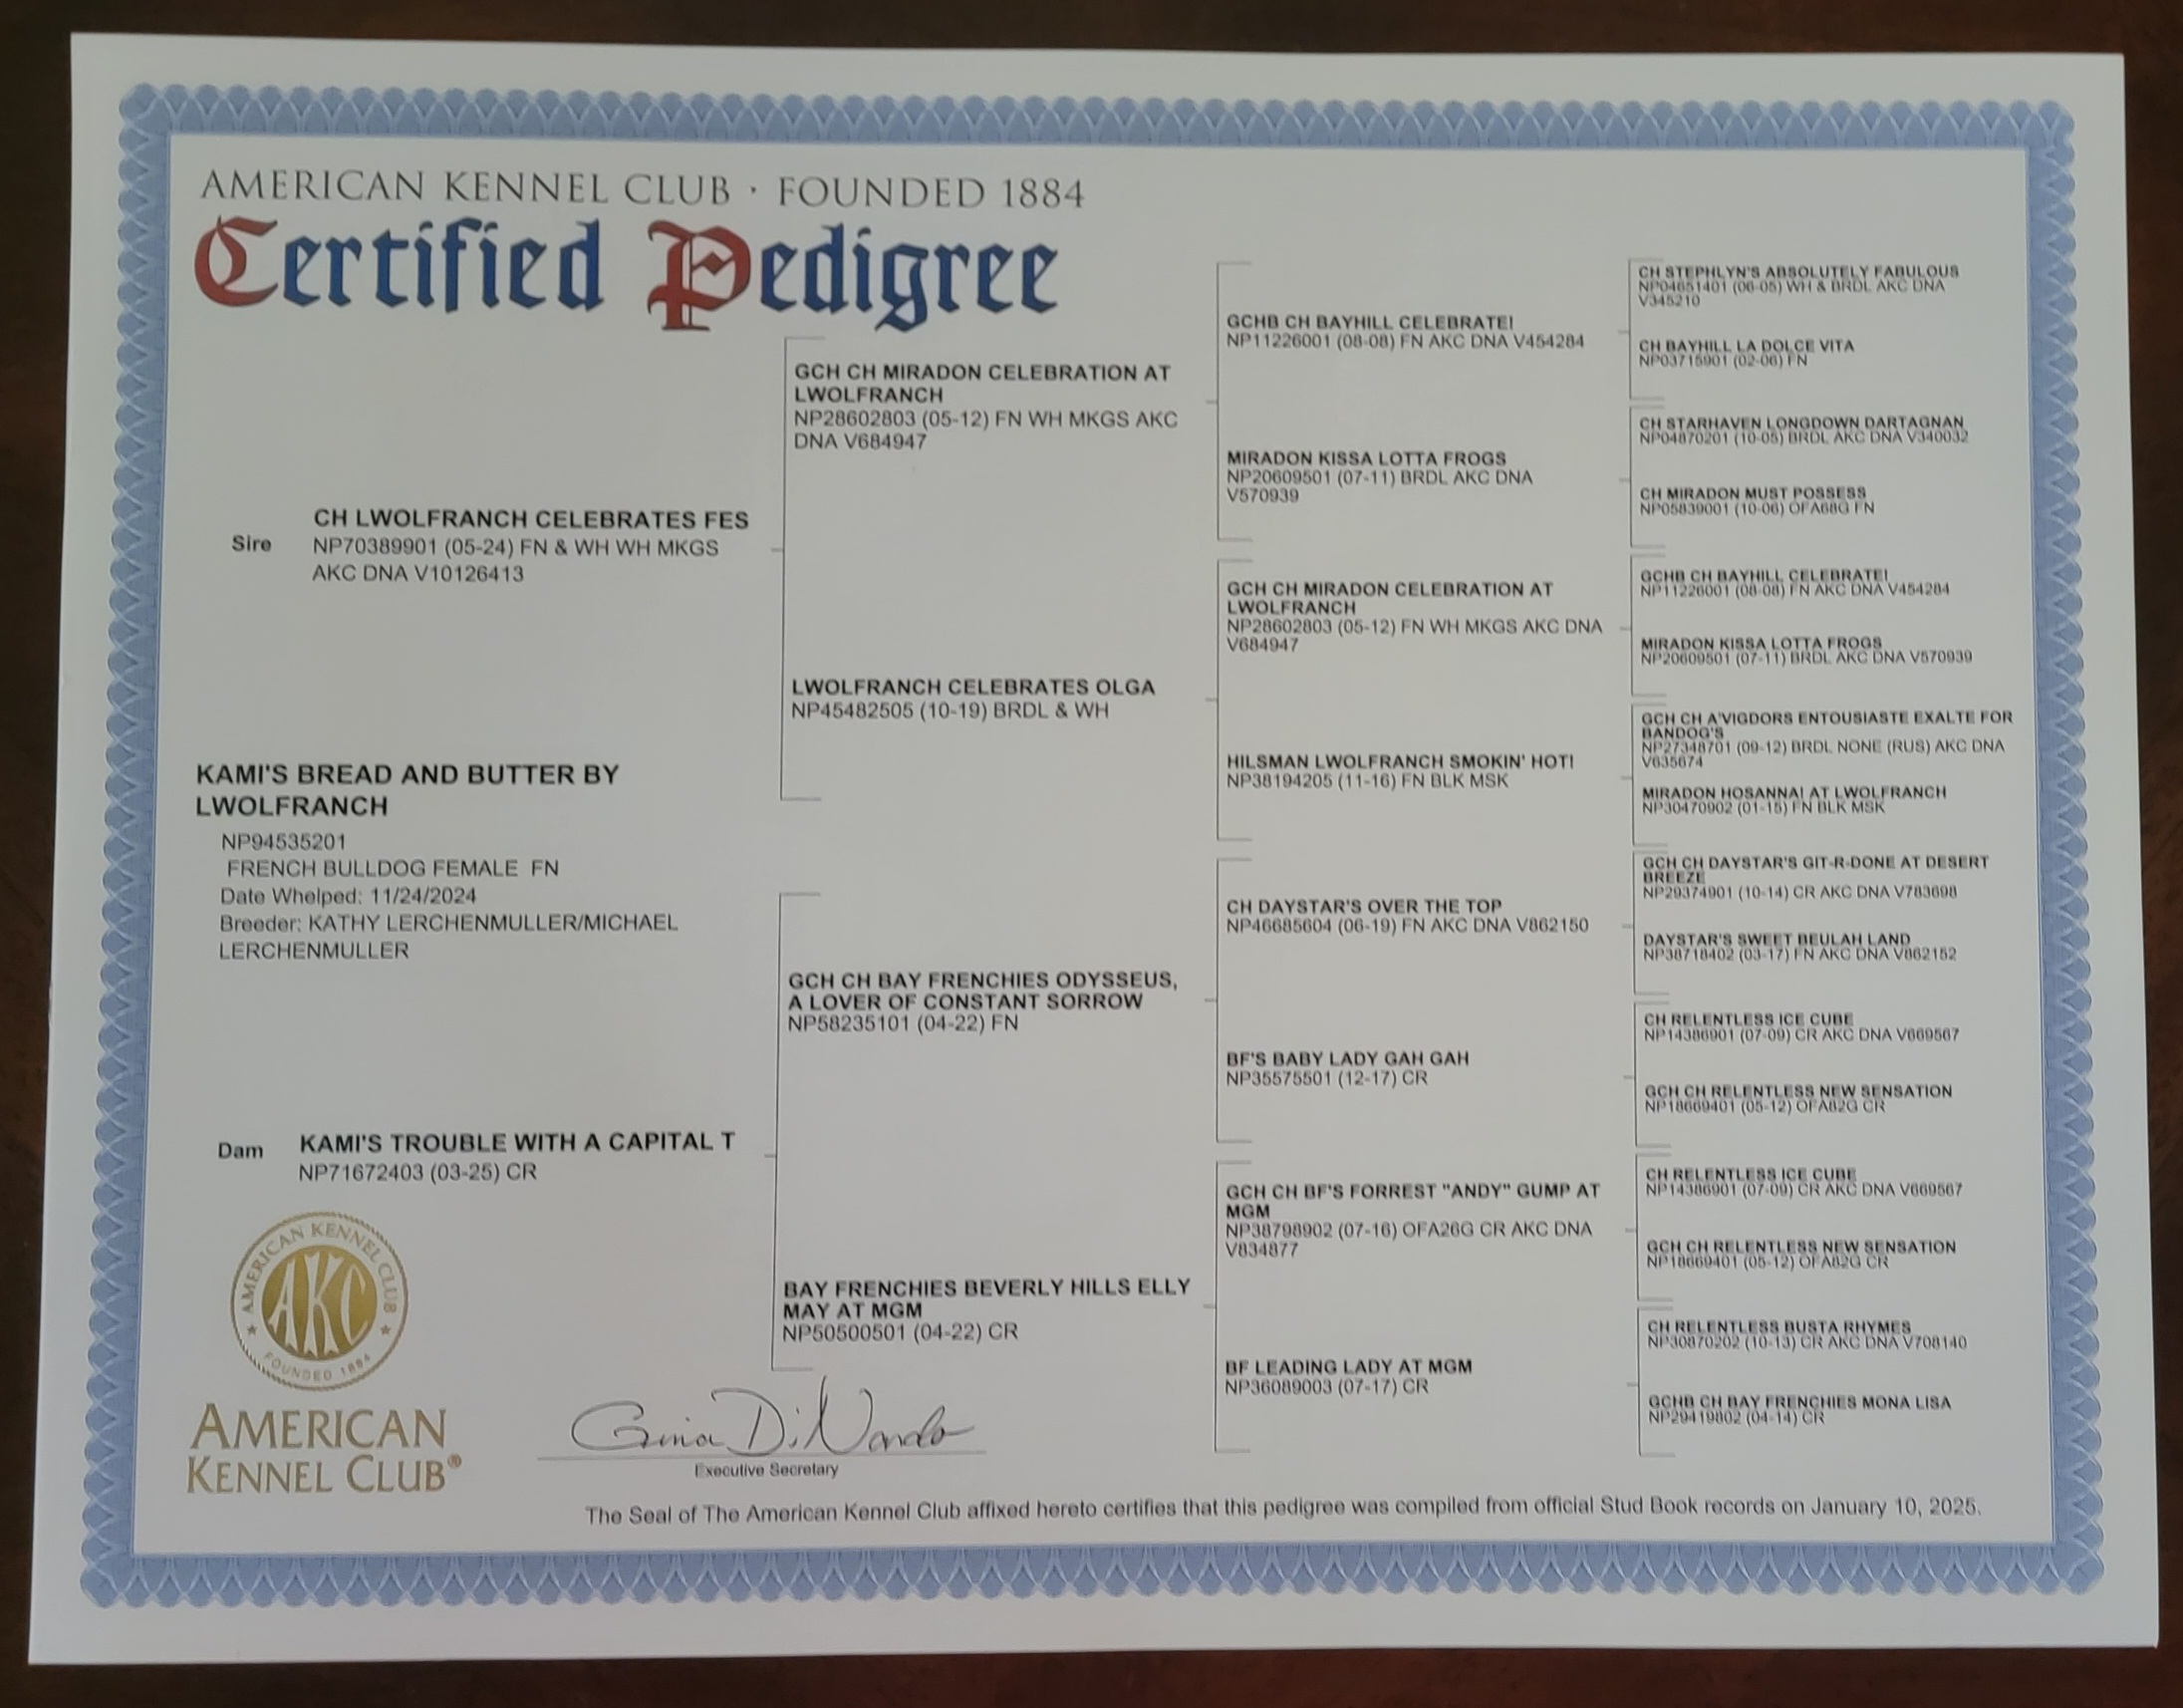 AMERICAN KENNEL CLUB · FOUNDED 1884
Certified Pedigree
Sire
CH LWOLFRANCH CELEBRATES FES
NP70389901 (05-24) FN & WH WH MKGS
AKC DNA V10126413
KAMI'S BREAD AND BUTTER BY
LWOLFRANCH
NP94535201
FRENCH BULLDOG FEMALE FN
Date Whelped: 11/24/2024
Breeder: KATHY LERCHENMULLER/MICHAEL
LERCHENMULLER
Dam
KAMI'S TROUBLE WITH A CAPITAL T
NP71672403 (03-25) CR
GCH CH MIRADON CELEBRATION AT
LWOLFRANCH
NP28602803 (05-12) FN WH MKGS AKC
DNA V684947
LWOLFRANCH CELEBRATES OLGA
NP45482505 (10-19) BRDL & WH
GCH CH BAY FRENCHIES ODYSSEUS,
A LOVER OF CONSTANT SORROW
NP58235101 (04-22) FN
BAY FRENCHIES BEVERLY HILLS ELLY
MAY AT MGM
NP50500501 (04-22) CR
GCHB CH BAYHILL CELEBRATE!
NP11226001 (08-08) FN AKC DNA V454284
MIRADON KISSA LOTTA FROGS
NP20609501 (07-11) BRDL AKC DNA
V570939
GCH CH MIRADON CELEBRATION AT
LWOLFRANCH
NP28602803 (05-12) FN WH MKGS AKC DNA
V684947
HILSMAN LWOLFRANCH SMOKIN' HOT!
NP38194205 (11-16) FN BLK MSK
CH DAYSTAR'S OVER THE TOP
NP46685604 (06-19) FN AKC DNA V862150
BF'S BABY LADY GAH GAH
NP35575501 (12-17) CR
GCH CH BF'S FORREST "ANDY" GUMP AT
MGM
NP38798902 (07-16) OFA26G CR AKC DNA
V834877
BF LEADING LADY AT MGM
NP36089003 (07-17) CR
CH STEPHLYN'S ABSOLUTELY FABULOUS
NP04651401 (06-05) WH & BRDL AKC DNA
V345210
CH BAYHILL LA DOLCE VITA
NP03715901 (02-06) FN
CH STARHAVEN LONGDOWN DARTAGNAN
NP04870201 (10-05) BRDL AKC DNA V340032
CH MIRADON MUST POSSESS
NP05839001 (10-06) OFA68G FN
GCHB CH BAYHILL CELEBRATE!
NP11226001 (08-08) FN AKC DNA V454284
MIRADON KISSA LOTTA FROGS
NP20609501 (07-11) BRDL AKC DNA V570939
GCH CH A'VIGDORS ENTOUSIASTE EXALTE FOR
BANDOG'S
NP27348701 (09-12) BRDL NONE (RUS) AKC DNA
V635674
MIRADON HOSANNA! AT LWOLFRANCH
NP30470902 (01-15) FN BLK MSK
GCH CH DAYSTAR'S GIT-R-DONE AT DESERT
BREEZE
NP29374901 (10-14) CR AKC DNA V783698
DAYSTAR'S SWEET BEULAH LAND
NP38718402 (03-17) FN AKC DNA V862152
CH RELENTLESS ICE CUBE
NP14386901 (07-09) CR AKC DNA V669567
GCH CH RELENTLESS NEW SENSATION
NP18669401 (05-12) OFA82G CR
CH RELENTLESS ICE CUBE
NP14386901 (07-09) CR AKC DNA V669567
GCH CH RELENTLESS NEW SENSATION
NP18669401 (05-12) OFA82G CR
CH RELENTLESS BUSTA RHYMES
NP30870202 (10-13) CR AKC DNA V708140
GCHB CH BAY FRENCHIES MONA LISA
NP29419802 (04-14) CR
AMERICAN KENNEL CLUB
AKC
FOUNDED 1884
AMERICAN
KENNEL CLUB®
Gina DiNardo
Executive Secretary
The Seal of The American Kennel Club affixed hereto certifies that this pedigree was compiled from official Stud Book records on January 10, 2025.